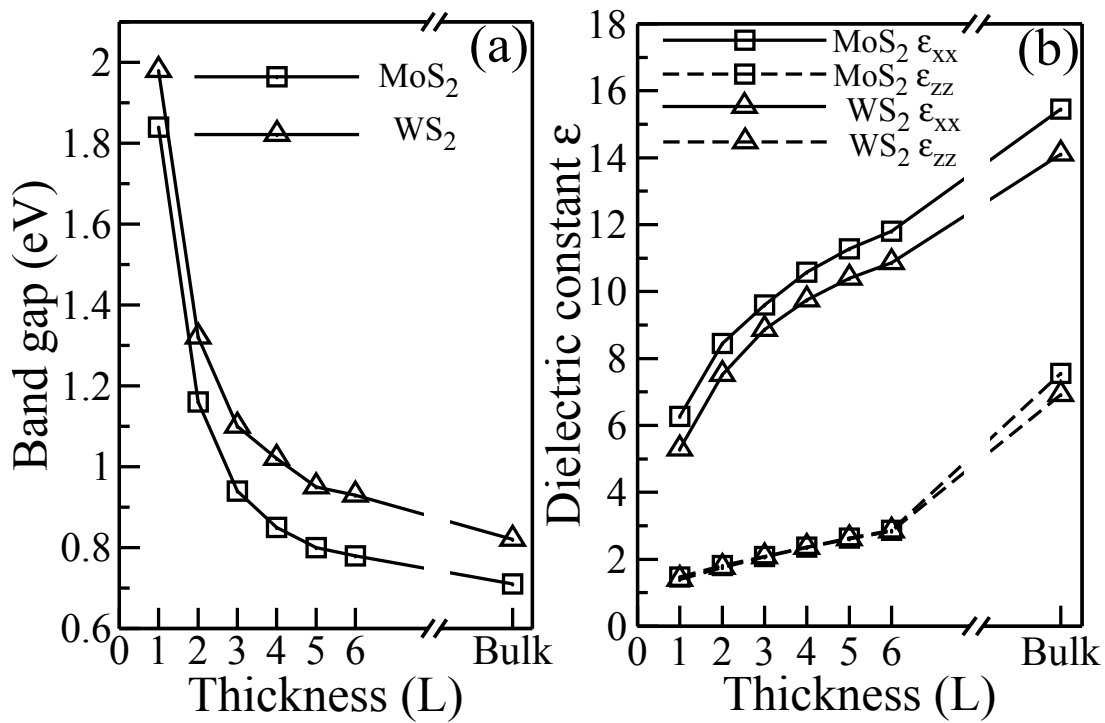 (a)
MoS₂
WS₂
Band gap (eV)
2
1.8
1.6
1.4
1.2
1
0.8
0.6
0 1 2 3 4 5 6 Bulk
Thickness (L)
(b)
MoS₂ εxx
MoS₂ εzz
WS₂ εxx
WS₂ εzz
Dielectric constant ε
18
16
14
12
10
8
6
4
2
0
0 1 2 3 4 5 6 Bulk
Thickness (L)